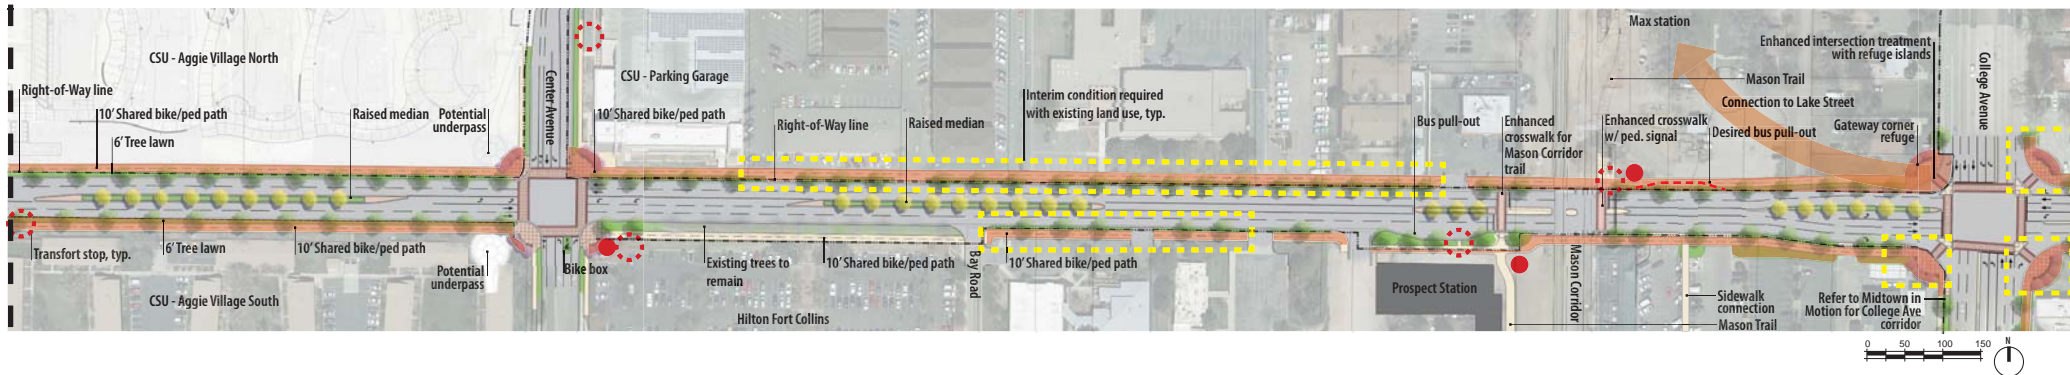 Max station
CSU - Aggie Village North
Right-of-Way line
10’ Shared bike/ped path
6’ Tree lawn
Raised median
Potential
underpass
Center Avenue
CSU - Parking Garage
10’ Shared bike/ped path
Right-of-Way line
Raised median
Interim condition required
with existing land use, typ.
Bus pull-out
Enhanced
crosswalk for
Mason Corridor
trail
Enhanced crosswalk
w/ ped. signal
Desired bus pull-out
Connection to Lake Street
Mason Trail
Enhanced intersection treatment
with refuge islands
Gateway corner
refuge
College Avenue
Transfort stop, typ.
6’ Tree lawn
10’ Shared bike/ped path
CSU - Aggie Village South
Potential
underpass
Bike box
Existing trees to
remain
10’ Shared bike/ped path
Hilton Fort Collins
Bay Road
10’ Shared bike/ped path
Prospect Station
Mason Corridor
Sidewalk
connection
Mason Trail
Refer to Midtown in
Motion for College Ave
corridor
0 50 100 150
N